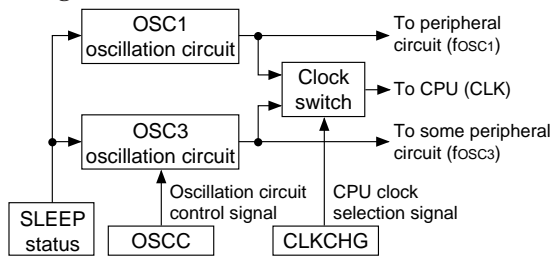 OSC1
oscillation circuit
To peripheral
circuit (fOSC1)
Clock
switch
To CPU (CLK)
OSC3
oscillation circuit
To some peripheral
circuit (fOSC3)
Oscillation circuit
control signal
CPU clock
selection signal
SLEEP
status
OSCC
CLKCHG